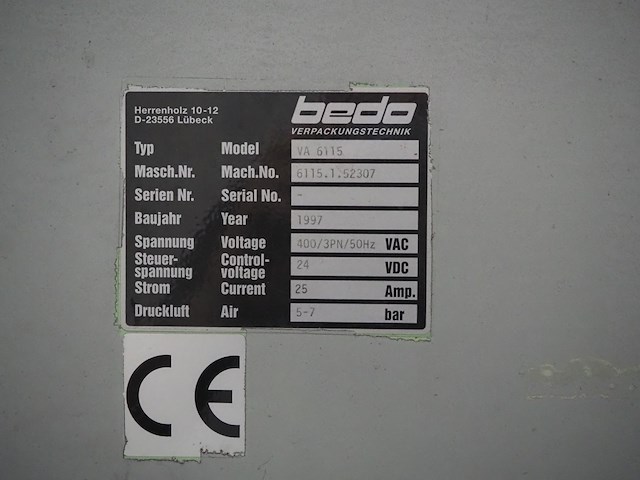 Herrenholz 10-12
D-23556 Lübeck
bedo
VERPACKUNGSTECHNIK
Typ Model VA 6115
Masch.Nr. Mach.No. 6115.1.52307
Serien Nr. Serial No. -
Baujahr Year 1997
Spannung Voltage 400/3PN/50Hz VAC
Steuer- Control- 24 VDC
spannung voltage
Strom Current 25 Amp.
Druckluft Air 5-7 bar
CE